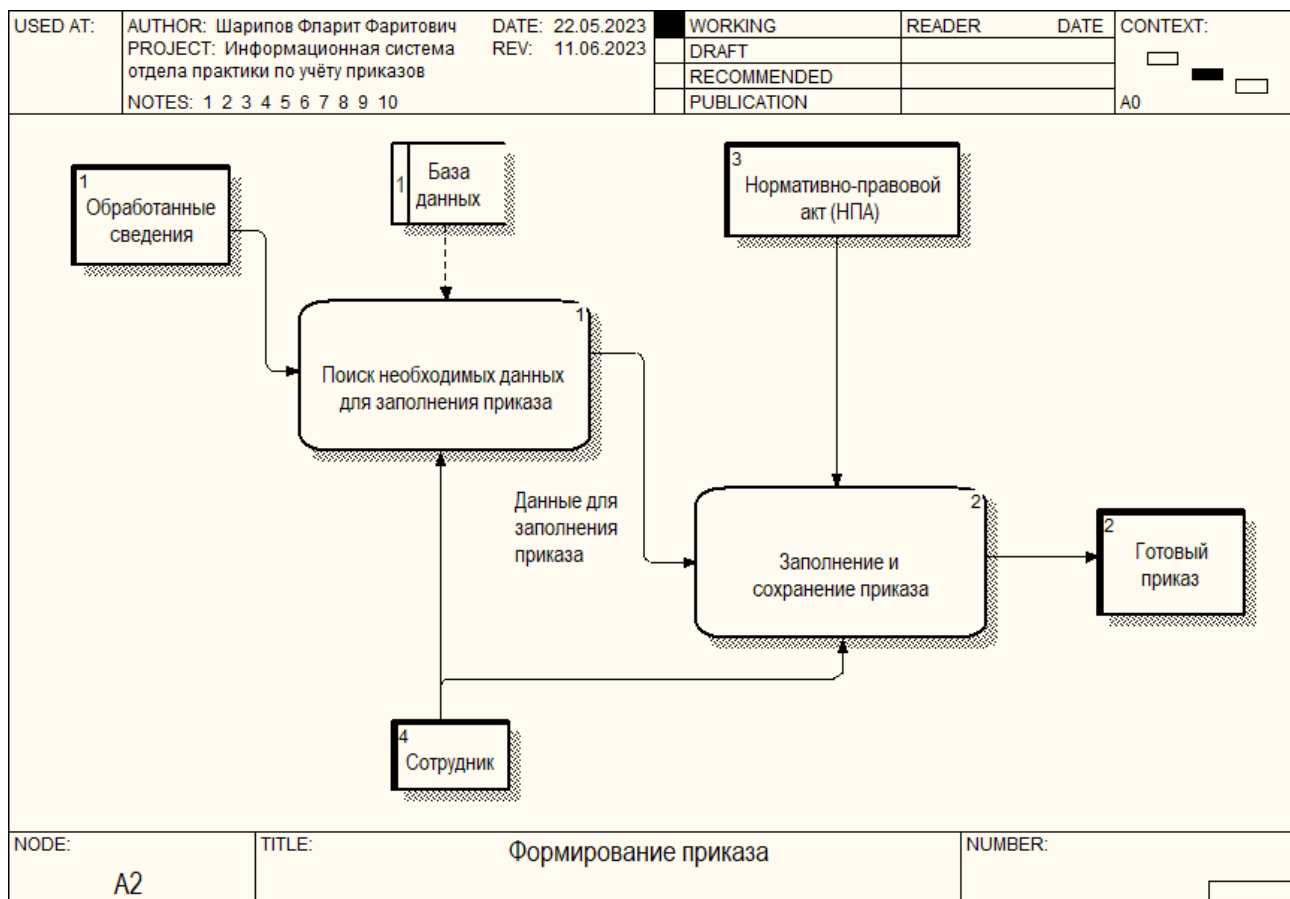 USED AT:
AUTHOR: Шарипов Фларит Фаритович
DATE: 22.05.2023
PROJECT: Информационная система
REV: 11.06.2023
отдела практики по учёту приказов
NOTES: 1 2 3 4 5 6 7 8 9 10
WORKING
DRAFT
RECOMMENDED
PUBLICATION
READER DATE
CONTEXT:
A0
1
Обработанные
сведения
1
База
данных
3
Нормативно-правовой
акт (НПА)
1
Поиск необходимых данных
для заполнения приказа
Данные для
заполнения
приказа
2
Заполнение и
сохранение приказа
2
Готовый
приказ
4
Сотрудник
NODE:
A2
TITLE:
Формирование приказа
NUMBER: